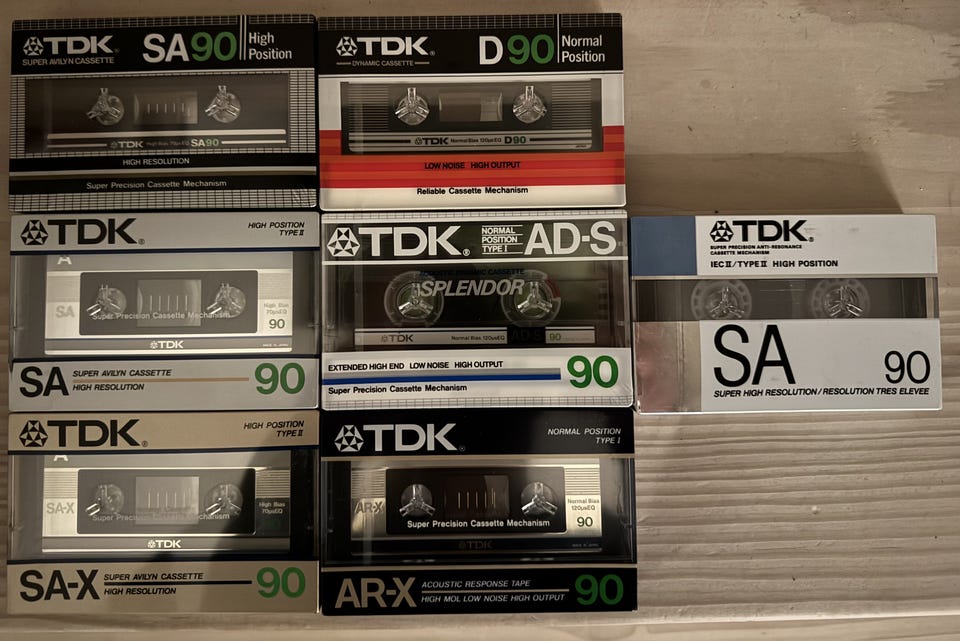 TDK®
SUPER AVILYN CASSETTE
SA90
High
Position
TDK High Bias 70µsEQ SA90
HIGH RESOLUTION
Super Precision Cassette Mechanism
TDK®
DYNAMIC CASSETTE
D90
Normal
Position
TDK Normal Bias 120µsEQ D90
LOW NOISE HIGH OUTPUT
Reliable Cassette Mechanism
TDK®
HIGH POSITION
TYPE II
A
SA
High Bias
70µsEQ
90
Super Precision Cassette Mechanism
TDK
MADE IN JAPAN
SA
SUPER AVILYN CASSETTE
HIGH RESOLUTION
90
TDK®
NORMAL
POSITION
TYPE I
AD-S
ACOUSTIC DYNAMIC CASSETTE
SPLENDOR
TDK Normal Bias 120µsEQ AD-S 90
EXTENDED HIGH END LOW NOISE HIGH OUTPUT
Super Precision Cassette Mechanism
90
TDK®
SUPER PRECISION ANTI-RESONANCE
CASSETTE MECHANISM
IEC II/TYPE II HIGH POSITION
SA
90
SUPER HIGH RESOLUTION/RESOLUTION TRES ELEVEE
TDK®
HIGH POSITION
TYPE II
A
SA-X
High Bias
70µsEQ
Super Precision Cassette Mechanism
TDK
SA-X
SUPER AVILYN CASSETTE
HIGH RESOLUTION
90
TDK®
NORMAL POSITION
TYPE I
AR-X
Normal Bias
120µsEQ
90
Super Precision Cassette Mechanism
TDK
AR-X
ACOUSTIC RESPONSE TAPE
HIGH MOL LOW NOISE HIGH OUTPUT
90